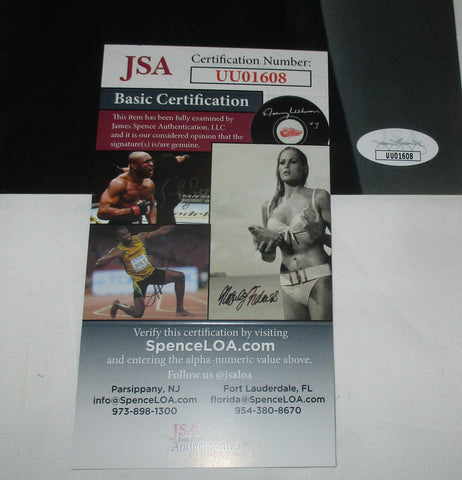 JSA
Certification Number:
UU01608
Basic Certification
This item has been fully examined by
James Spence Authentication, LLC
and it is our considered opinion that the
signature(s) is/are genuine.
UU01608
Verify this certification by visiting
SpenceLOA.com
and entering the alpha-numeric value above.
Follow us @jsaloa
Parsippany, NJ
info@SpenceLOA.com
973-898-1300
Fort Lauderdale, FL
florida@SpenceLOA.com
954-380-8670
JSA
Authentication